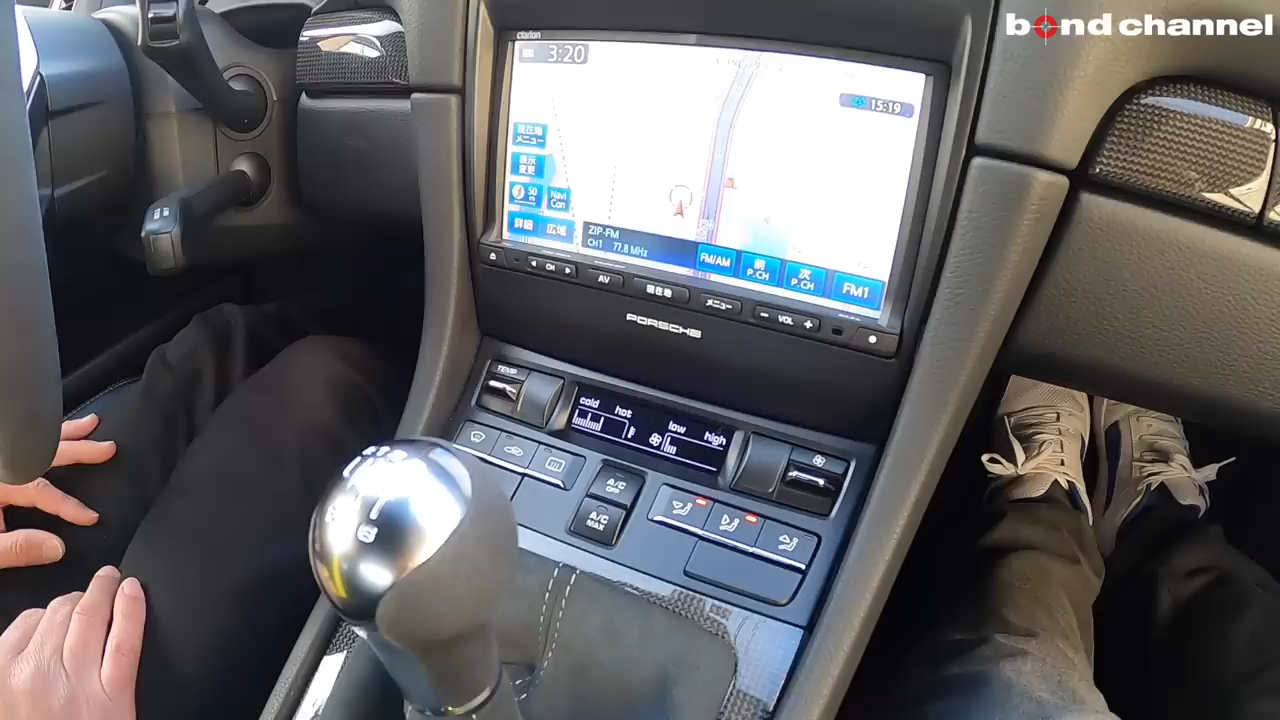 bond channel
clarion
3:20
15:19
現在地
メニュー
表示
変更
50
m
Navi
Con
詳細
広域
ZIP-FM
CH1 77.8 MHz
FM/AM
前
P.CH
次
P.CH
FM1
CH
AV
現在地
メニュー
− VOL +
PORSCHE
TEMP
cold hot
low high
A/C
OFF
A/C
MAX